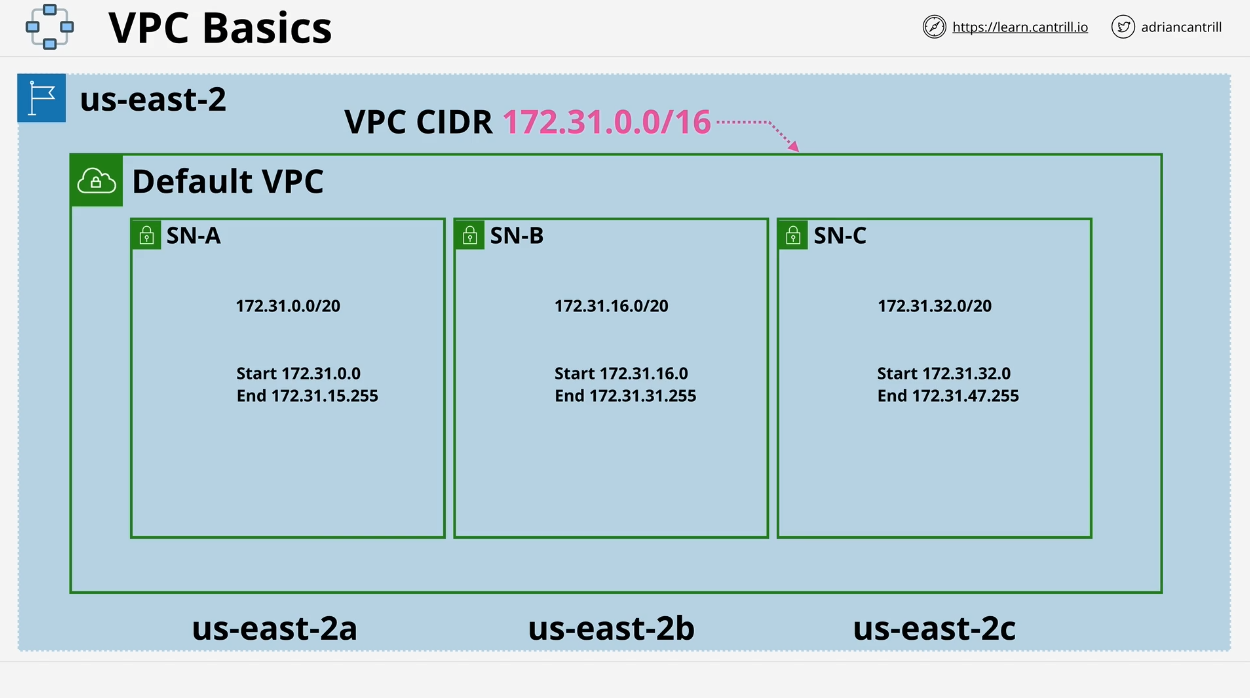 VPC Basics
https://learn.cantrill.io
adriancantrill
us-east-2
VPC CIDR 172.31.0.0/16
Default VPC
SN-A
172.31.0.0/20
Start 172.31.0.0
End 172.31.15.255
SN-B
172.31.16.0/20
Start 172.31.16.0
End 172.31.31.255
SN-C
172.31.32.0/20
Start 172.31.32.0
End 172.31.47.255
us-east-2a
us-east-2b
us-east-2c